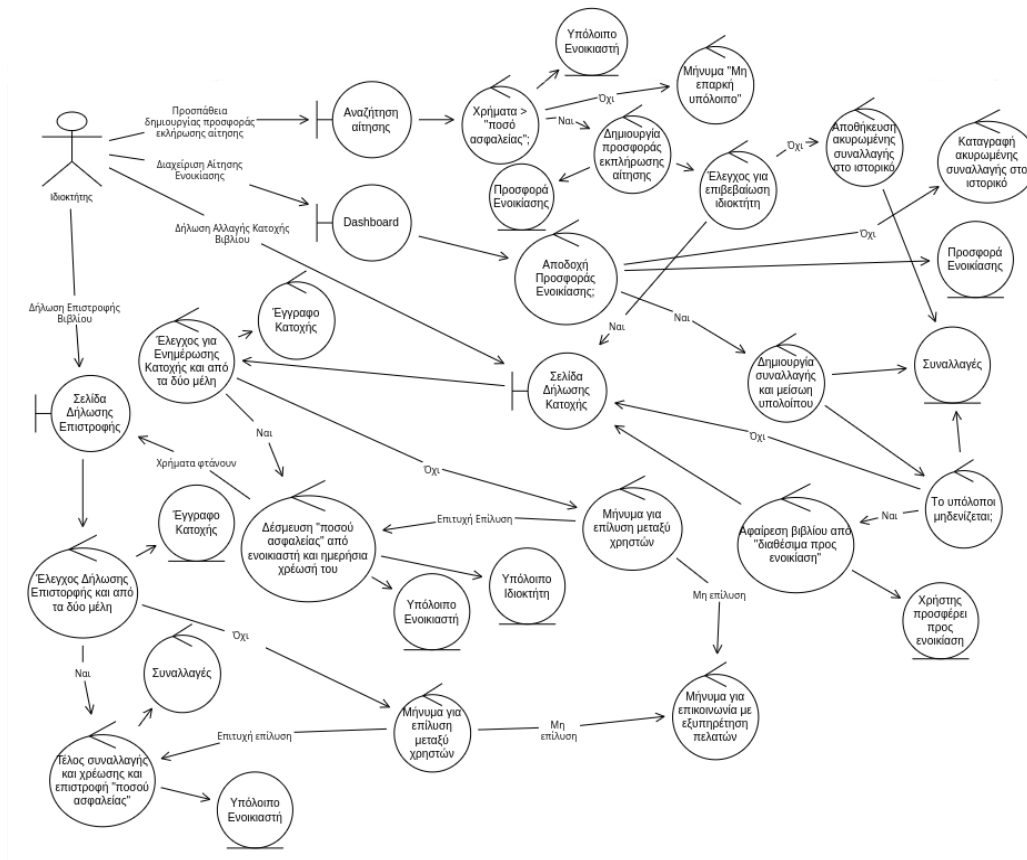 Υπόλοιπο
Ενοικιαστή
Μήνυμα "Μη
επαρκή
υπόλοιπο"
Προσπάθεια
δημιουργίας προσφοράς
εκλήρωσης αίτησης
Αναζήτηση
αίτησης
Χρήματα >
"ποσό
ασφαλείας";
Όχι
Ναι
Δημιουργία
προσφοράς
εκπλήρωσης
αίτησης
Αποθήκευση
ακυρωμένης
συναλλαγής
στο ιστορικό
Καταγραφή
ακυρωμένης
συναλλαγής στο
ιστορικό
Όχι
Διαχείριση Αίτησης
Ενοικίασης
Έλεγχος για
επιβεβαίωση
ιδιοκτήτη
Προσφορά
Ενοικίασης
Ιδιοκτήτης
Dashboard
Δήλωση Αλλαγής Κατοχής
Βιβλίου
Όχι
Αποδοχή
Προσφοράς
Ενοικίασης;
Προσφορά
Ενοικίασης
Δήλωση Επιστροφής
Βιβλίου
Έγγραφο
Κατοχής
Ναι
Ναι
Έλεγχος για
Ενημέρωσης
Κατοχής και από
τα δύο μέλη
Σελίδα
Δήλωσης
Κατοχής
Δημιουργία
συναλλαγής
και μείωση
υπολοίπου
Συναλλαγές
Σελίδα
Δήλωσης
Επιστροφής
Ναι
Όχι
Χρήματα φτάνουν
Όχι
Έγγραφο
Κατοχής
Δέσμευση "ποσού
ασφαλείας" από
ενοικιαστή και ημερήσια
χρέωσή του
Επιτυχή Επίλυση
Μήνυμα για
επίλυση μεταξύ
χρηστών
Αφαίρεση βιβλίου από
"διαθέσιμα προς
ενοικίαση"
Ναι
Το υπόλοπι
μηδενίζεται;
Έλεγχος Δήλωσης
Επιστορφής και από
τα δύο μέλη
Υπόλοιπο
Ιδιοκτήτη
Υπόλοιπο
Ενοικιαστή
Μη επίλυση
Χρήστης
προσφέρει
προς
ενοικίαση
Όχι
Ναι
Συναλλαγές
Μήνυμα για
επίλυση
μεταξύ
χρηστών
Μήνυμα για
επικοινωνία με
εξυπηρέτηση
πελατών
Επιτυχή επίλυση
Μη
επίλυση
Τέλος συναλλαγής
και χρέωσης και
επιστροφή "ποσού
ασφαλείας"
Υπόλοιπο
Ενοικιαστή